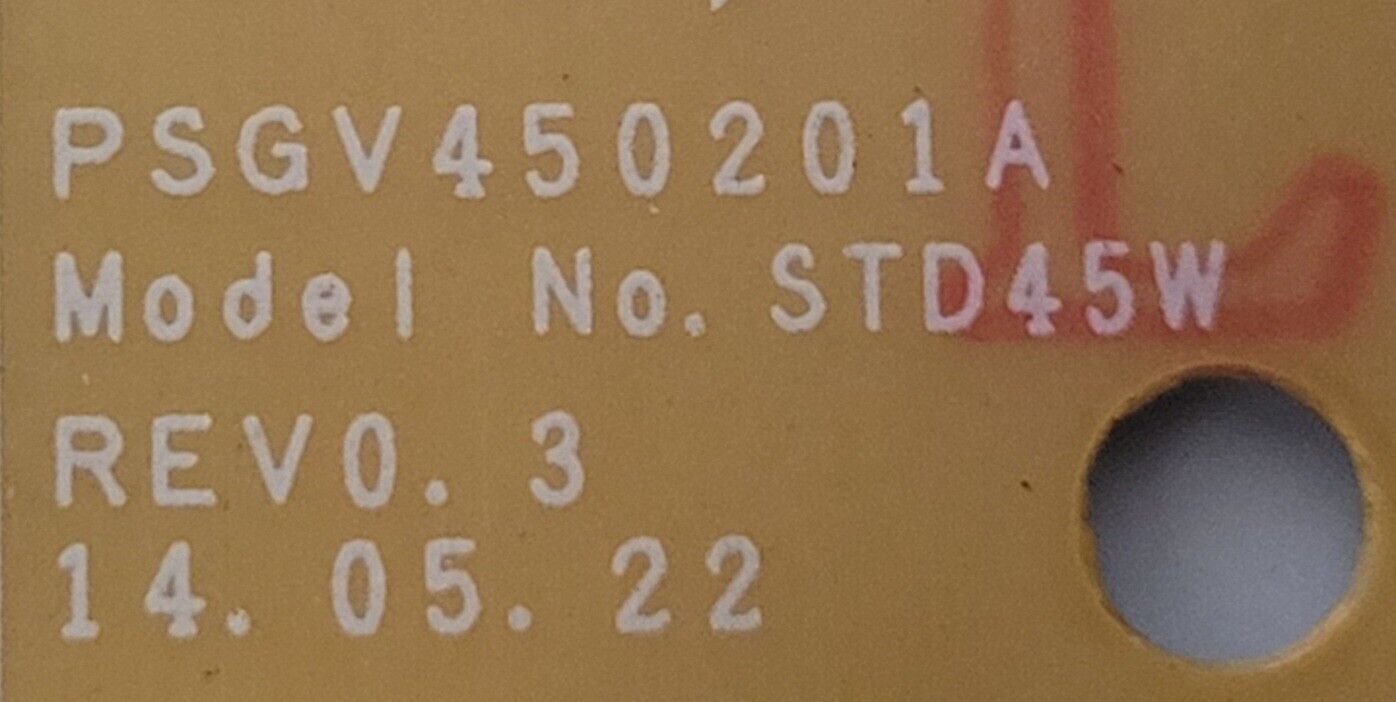 PSGV450201A
Model No. STD45W
REV0. 3
14. 05. 22